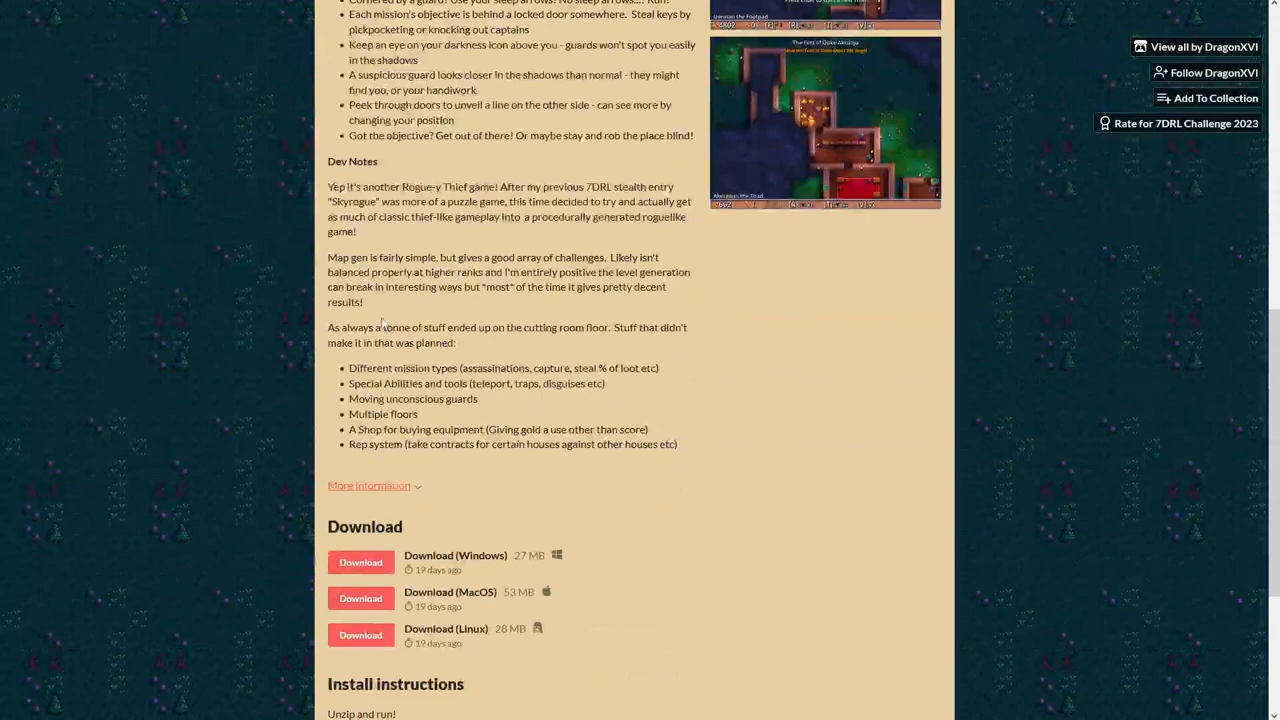 Cornered by a guard? Use your sleep arrows! No sleep arrows...? Run!
Each mission's objective is behind a locked door somewhere. Steal keys by
pickpocketing or knocking out captains
Keep an eye on your darkness icon above you - guards won't spot you easily
in the shadows
A suspicious guard looks closer in the shadows than normal - they might
find you, or your handiwork
Peek through doors to unveil a line on the other side - can see more by
changing your position
Got the objective? Get out of there! Or maybe stay and rob the place blind!
Dev Notes
Yep it's another Rogue-y Thief game! After my previous 7DRL stealth entry
"Skyrogue" was more of a puzzle game, this time decided to try and actually get
as much of classic thief-like gameplay into a procedurally generated roguelike
game!
Map gen is fairly simple, but gives a good array of challenges. Likely isn't
balanced properly at higher ranks and I'm entirely positive the level generation
can break in interesting ways but *most* of the time it gives pretty decent
results!
As always a tonne of stuff ended up on the cutting room floor. Stuff that didn't
make it in that was planned:
Different mission types (assassinations, capture, steal % of loot etc)
Special Abilities and tools (teleport, traps, disguises etc)
Moving unconscious guards
Multiple floors
A Shop for buying equipment (Giving gold a use other than score)
Rep system (take contracts for certain houses against other houses etc)
More information
Download
Download
Download (Windows) 27 MB
19 days ago
Download
Download (MacOS) 53 MB
19 days ago
Download
Download (Linux) 28 MB
19 days ago
Install instructions
Unzip and run!
View all by DragonXVI
Follow DragonXVI
Add To Collection
Rate for 7DRL Challenge 2023